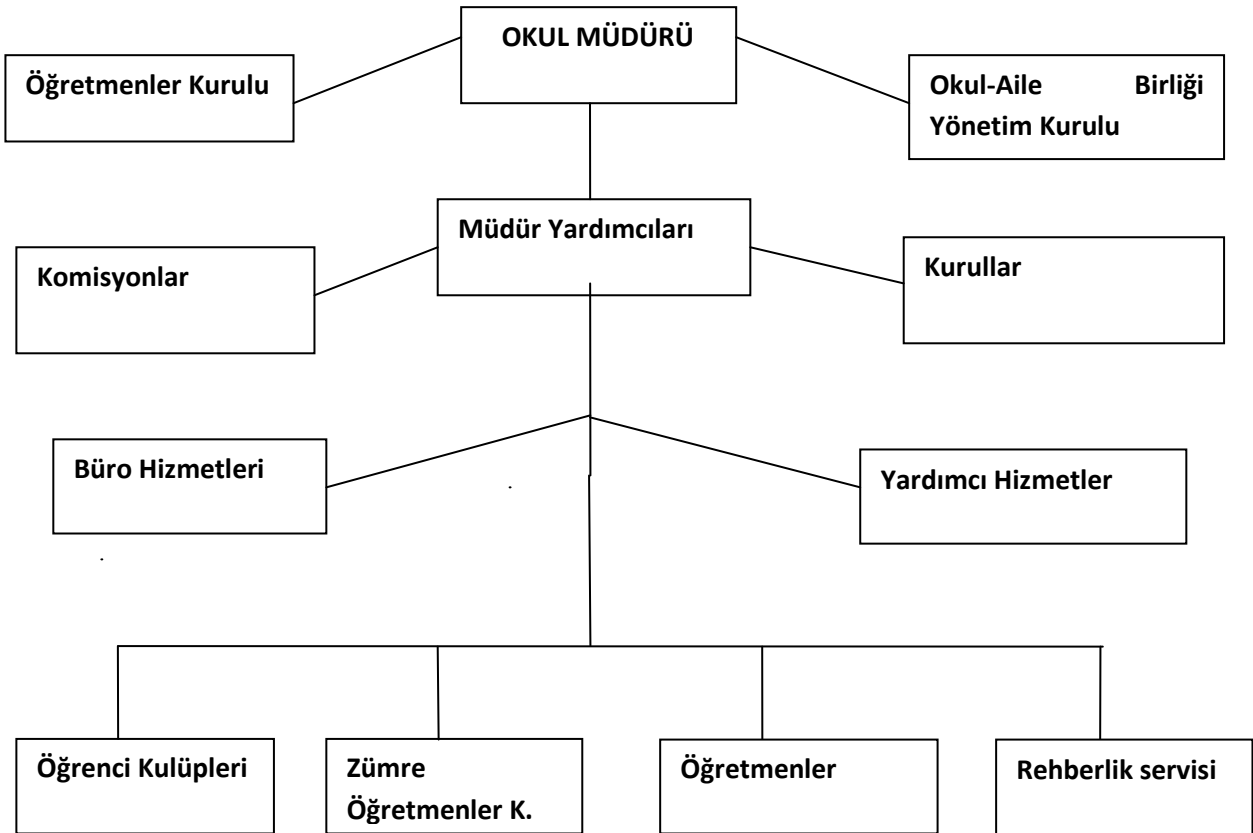 OKUL MÜDÜRÜ
Öğretmenler Kurulu
Okul-Aile Birliği
Yönetim Kurulu
Müdür Yardımcıları
Komisyonlar
Kurullar
Büro Hizmetleri
Yardımcı Hizmetler
Öğrenci Kulüpleri
Zümre
Öğretmenler K.
Öğretmenler
Rehberlik servisi